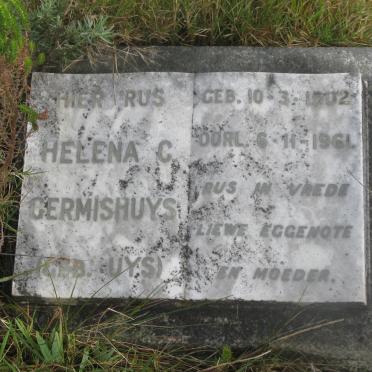 HIER RUS
HELENA C.
GERMISHUYS
(GEB. UYS)
GEB. 10-3-1902
OORL. 6-11-1961.
RUS IN VREDE
LIEWE EGGENOTE
EN MOEDER.